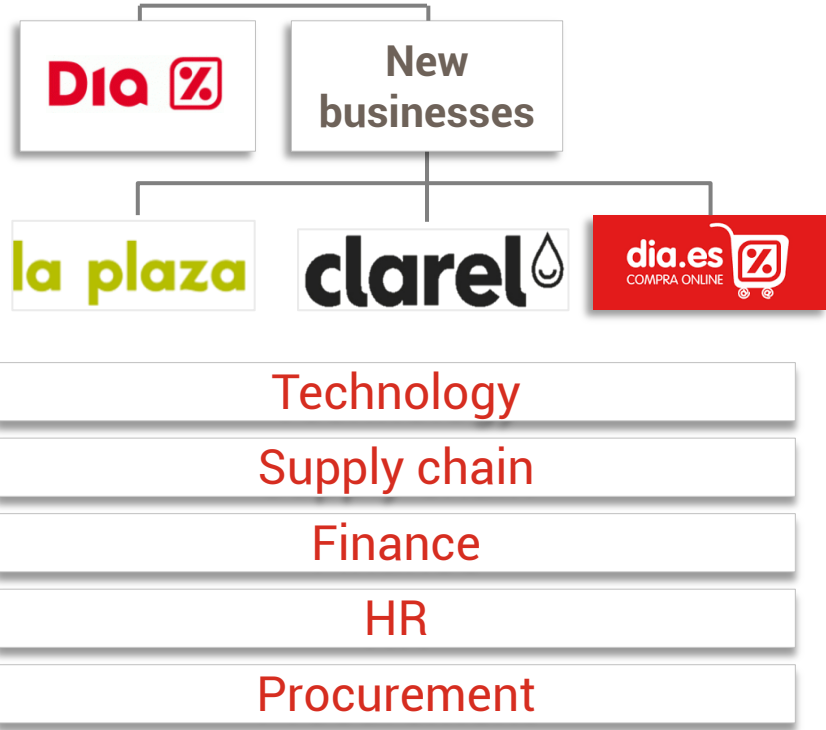 Dia %
New
businesses
la plaza
clarel
dia.es %
COMPRA ONLINE
Technology
Supply chain
Finance
HR
Procurement